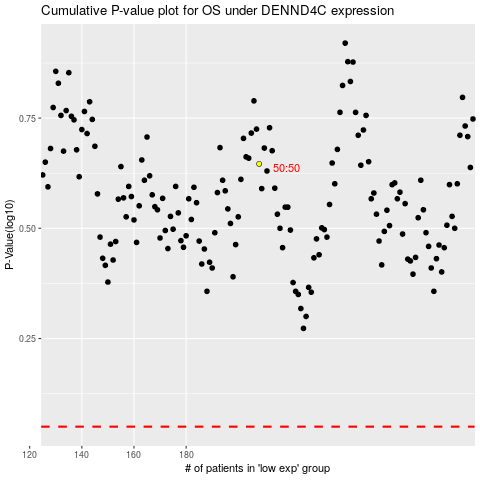 Cumulative P-value plot for OS under DENND4C expression
P-Value(log10)
0.75
0.50
0.25
50:50
120 140 160 180
# of patients in 'low exp' group